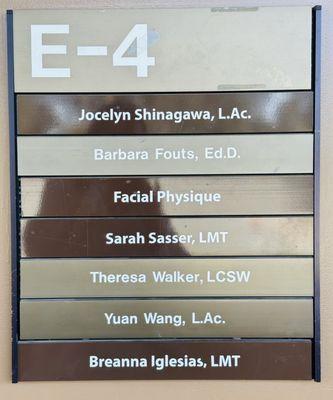 E-4
Jocelyn Shinagawa, L.Ac.
Barbara Fouts, Ed.D.
Facial Physique
Sarah Sasser, LMT
Theresa Walker, LCSW
Yuan Wang, L.Ac.
Breanna Iglesias, LMT